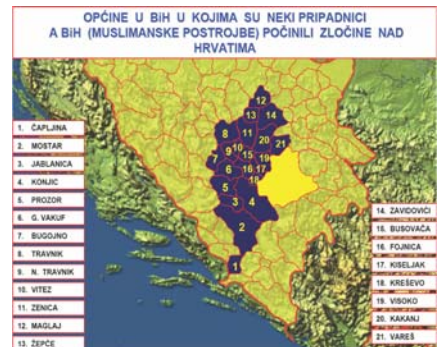 OPĆINE U BiH U KOJIMA SU NEKI PRIPADNICI
A BiH (MUSLIMANSKE POSTROJBE) POČINILI ZLOČINE NAD
HRVATIMA
1. ČAPLJINA
2. MOSTAR
3. JABLANICA
4. KONJIC
5. PROZOR
6. G. VAKUF
7. BUGOJNO
8. TRAVNIK
9. N. TRAVNIK
10. VITEZ
11. ZENICA
12. MAGLAJ
13. ŽEPČE
12
13
14
8
11
20
21
9
10
15
19
7
6
16
17
18
5
3
4
2
1
14. ZAVIDOVIĆI
15. BUSOVAČA
16. FOJNICA
17. KISELJAK
18. KREŠEVO
19. VISOKO
20. KAKANJ
21. VAREŠ